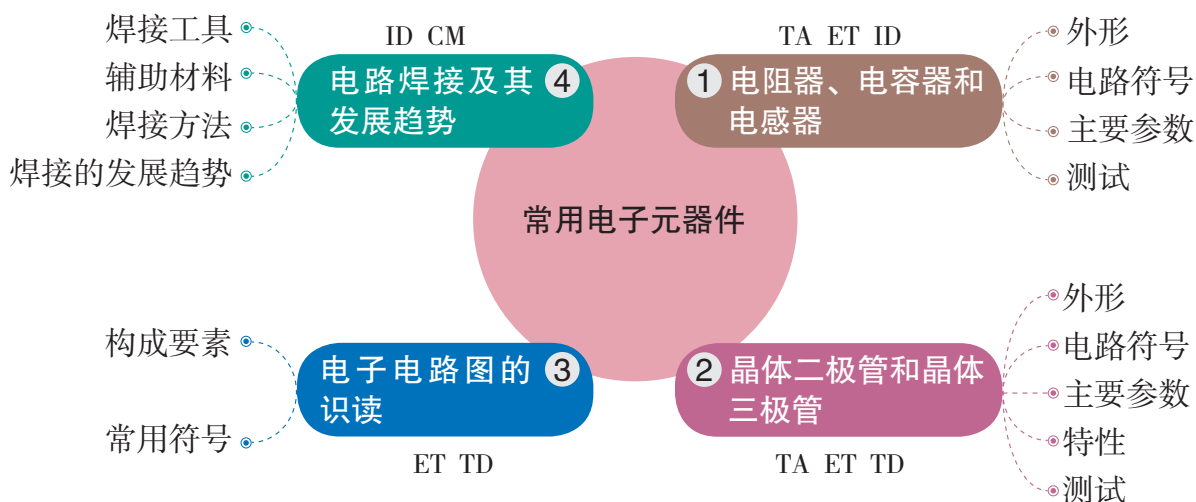 常用电子元器件
TA ET ID
1 电阻器、电容器和
电感器
外形
电路符号
主要参数
测试
2 晶体二极管和晶体
三极管
TA ET TD
外形
电路符号
主要参数
特性
测试
电子电路图的 3
识读
ET TD
构成要素
常用符号
ID CM
电路焊接及其 4
发展趋势
焊接工具
辅助材料
焊接方法
焊接的发展趋势